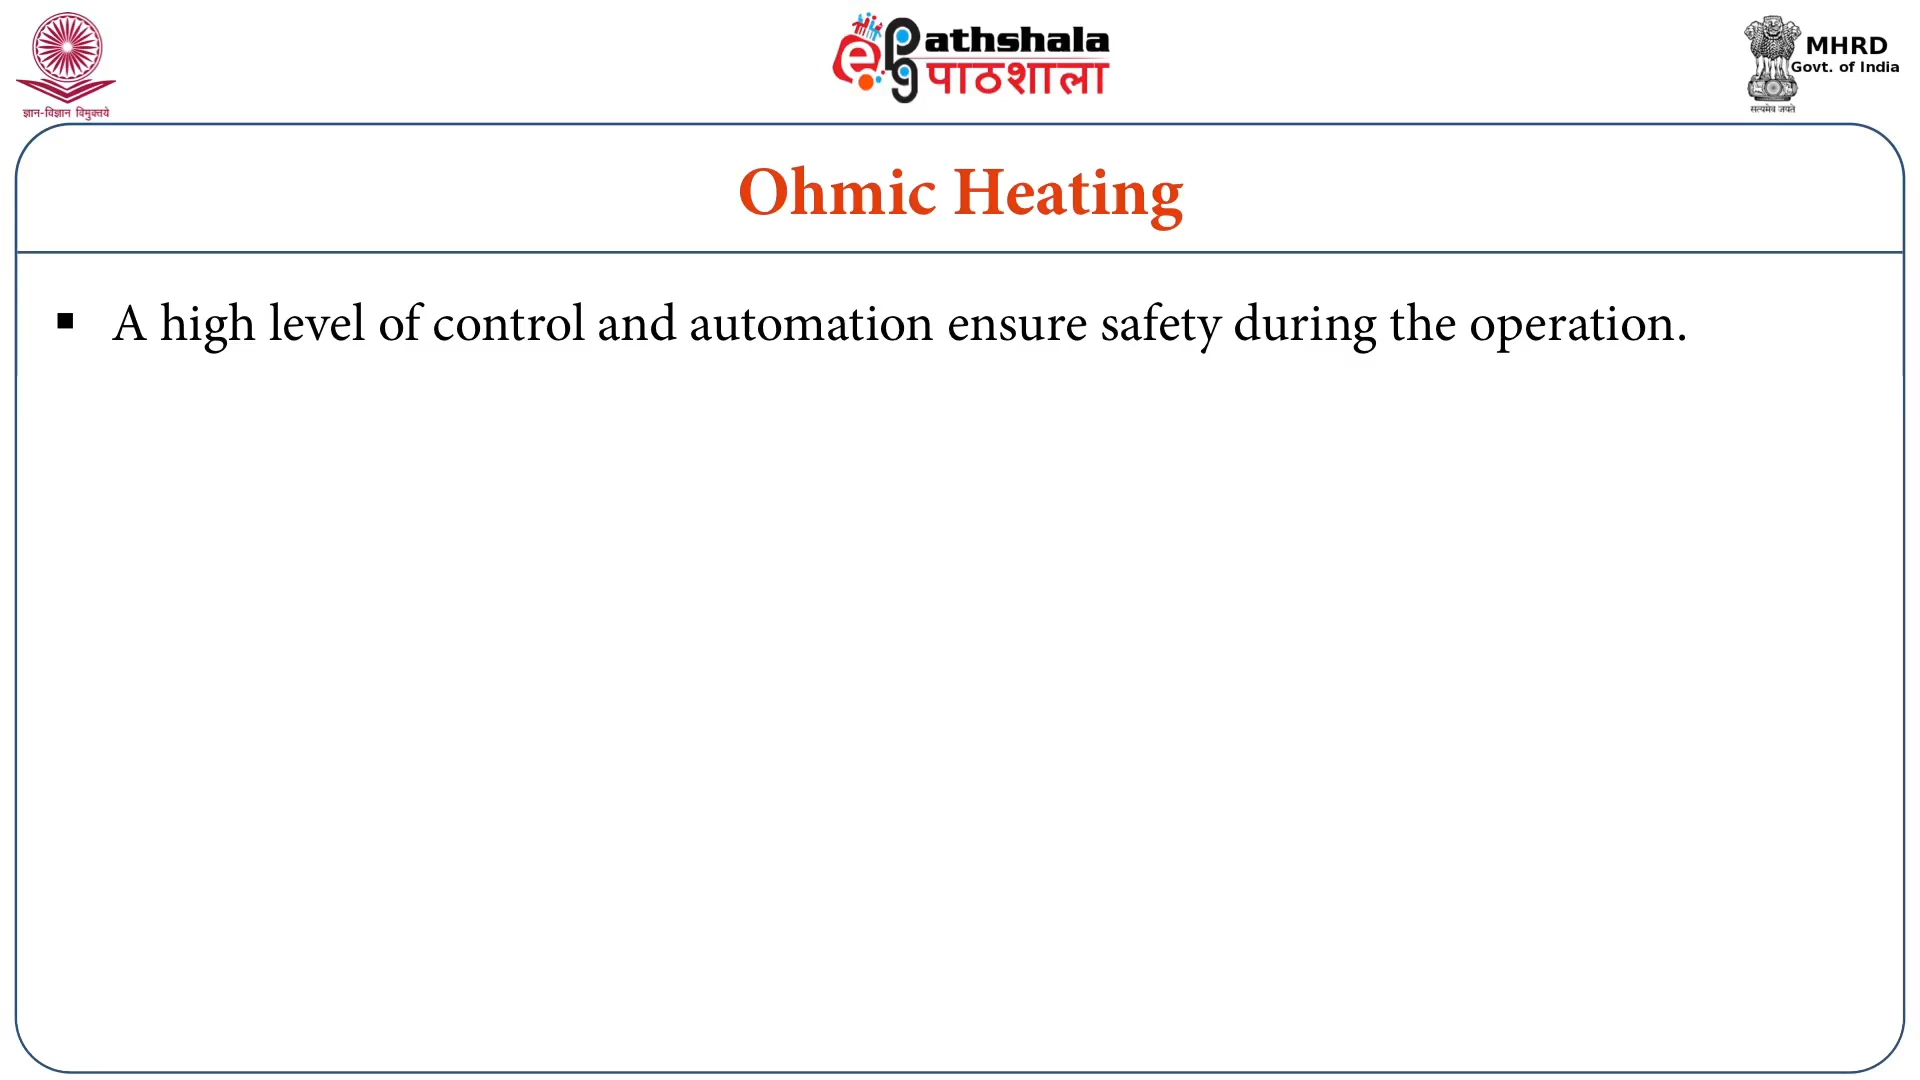 ज्ञान-विज्ञान विमुक्तये
ePathshala
पाठशाला
MHRD
Govt. of India
सत्यमेव जयते
Ohmic Heating
▪ A high level of control and automation ensure safety during the operation.